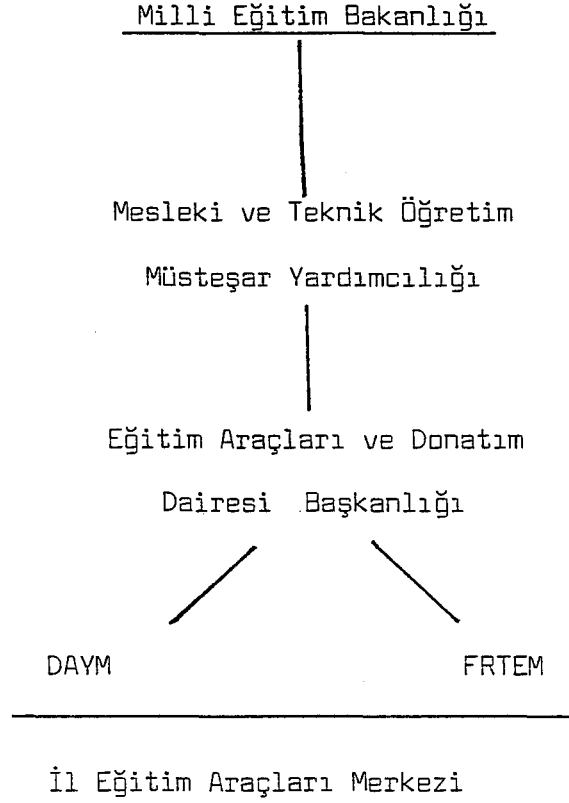 Milli Eğitim Bakanlığı
Mesleki ve Teknik Öğretim
Müsteşar Yardımcılığı
Eğitim Araçları ve Donatım
Dairesi Başkanlığı
DAYM FRTEM
İl Eğitim Araçları Merkezi